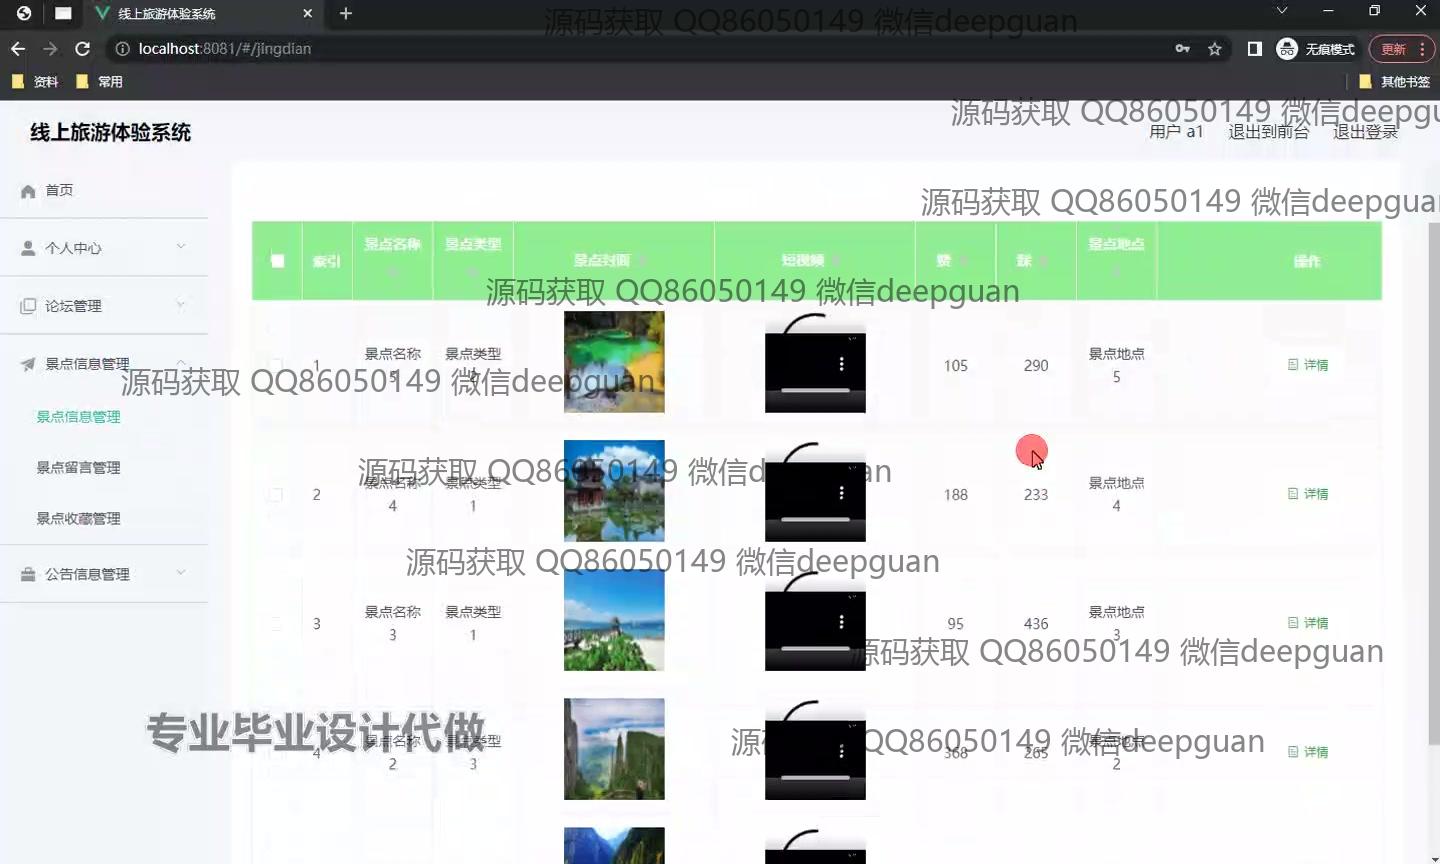 线上旅游体验系统
源码获取 QQ86050149 微信deepguan
localhost:8081/#/jingdian
无痕模式
更新
资料
常用
其他书签
源码获取 QQ86050149 微信deepgu
线上旅游体验系统
用户 a1
退出到前台
退出登录
首页
源码获取 QQ86050149 微信deepguan
个人中心
索引
景点名称
景点类型
景点封面
短视频
赞
踩
景点地点
操作
源码获取 QQ86050149 微信deepguan
论坛管理
景点信息管理
1
景点名称
5
景点类型
2
105
290
景点地点
5
详情
源码获取 QQ86050149 微信deepguan
景点信息管理
景点留言管理
源码获取 QQ86050149 微信deepguan
2
景点名称
4
景点类型
1
188
233
景点地点
4
详情
景点收藏管理
源码获取 QQ86050149 微信deepguan
公告信息管理
3
景点名称
3
景点类型
1
95
436
景点地点
3
详情
源码获取 QQ86050149 微信deepguan
专业毕业设计代做
源码获取 QQ86050149 微信deepguan
4
景点名称
2
景点类型
3
368
265
景点地点
2
详情